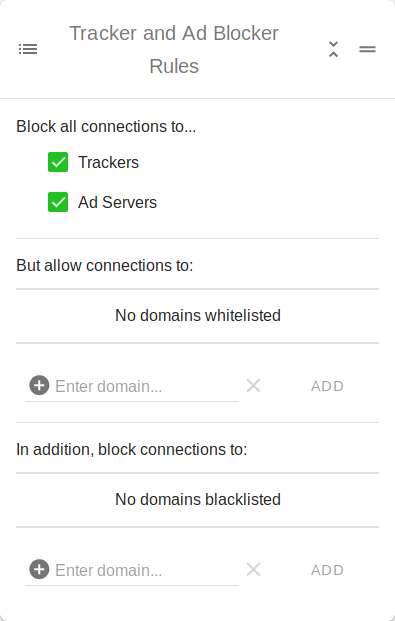 Tracker and Ad Blocker
Rules
Block all connections to...
Trackers
Ad Servers
But allow connections to:
No domains whitelisted
Enter domain... ADD
In addition, block connections to:
No domains blacklisted
Enter domain... ADD